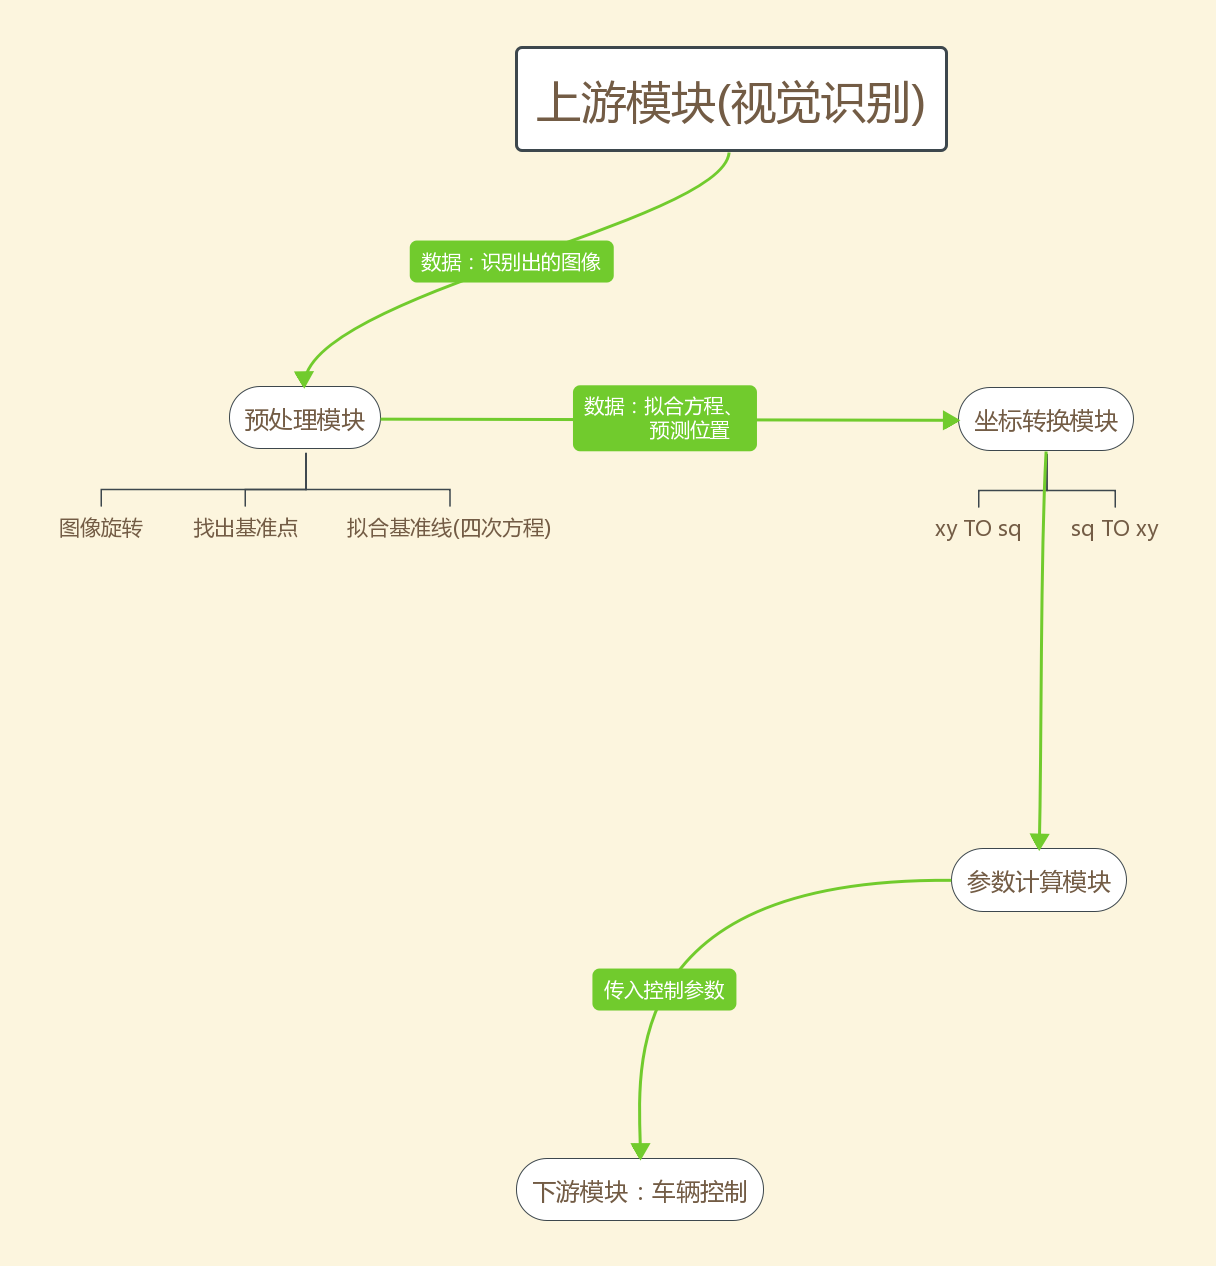 上游模块(视觉识别)
数据：识别出的图像
预处理模块
数据：拟合方程、
预测位置
坐标转换模块
图像旋转
找出基准点
拟合基准线(四次方程)
xy TO sq
sq TO xy
参数计算模块
传入控制参数
下游模块：车辆控制